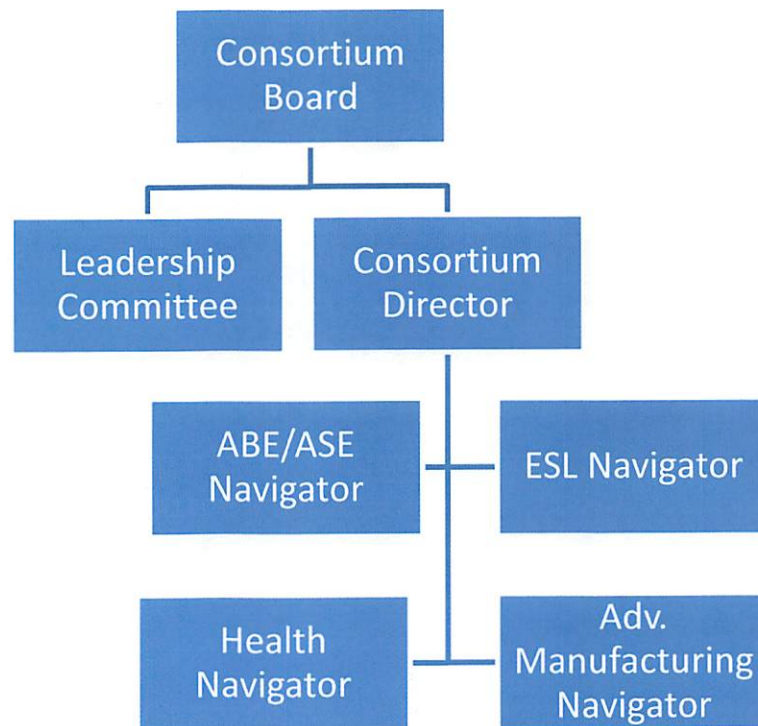 Consortium
Board
Leadership
Committee
Consortium
Director
ABE/ASE
Navigator
ESL Navigator
Health
Navigator
Adv.
Manufacturing
Navigator